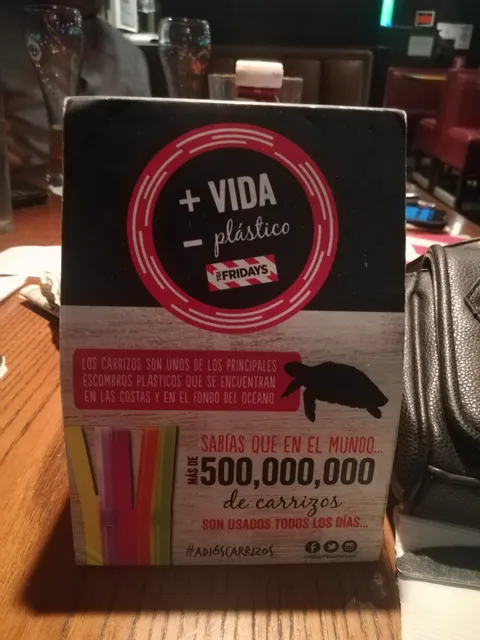 + VIDA
- plástico
TGI FRIDAYS
LOS CARRIZOS SON UNOS DE LOS PRINCIPALES
ESCOMBROS PLÁSTICOS QUE SE ENCUENTRAN
EN LAS COSTAS Y EN EL FONDO DEL OCÉANO
SABÍAS QUE EN EL MUNDO...
MÁS DE 500,000,000
de carrizos
SON USADOS TODOS LOS DÍAS...
#ADIÓSCARRIZOS